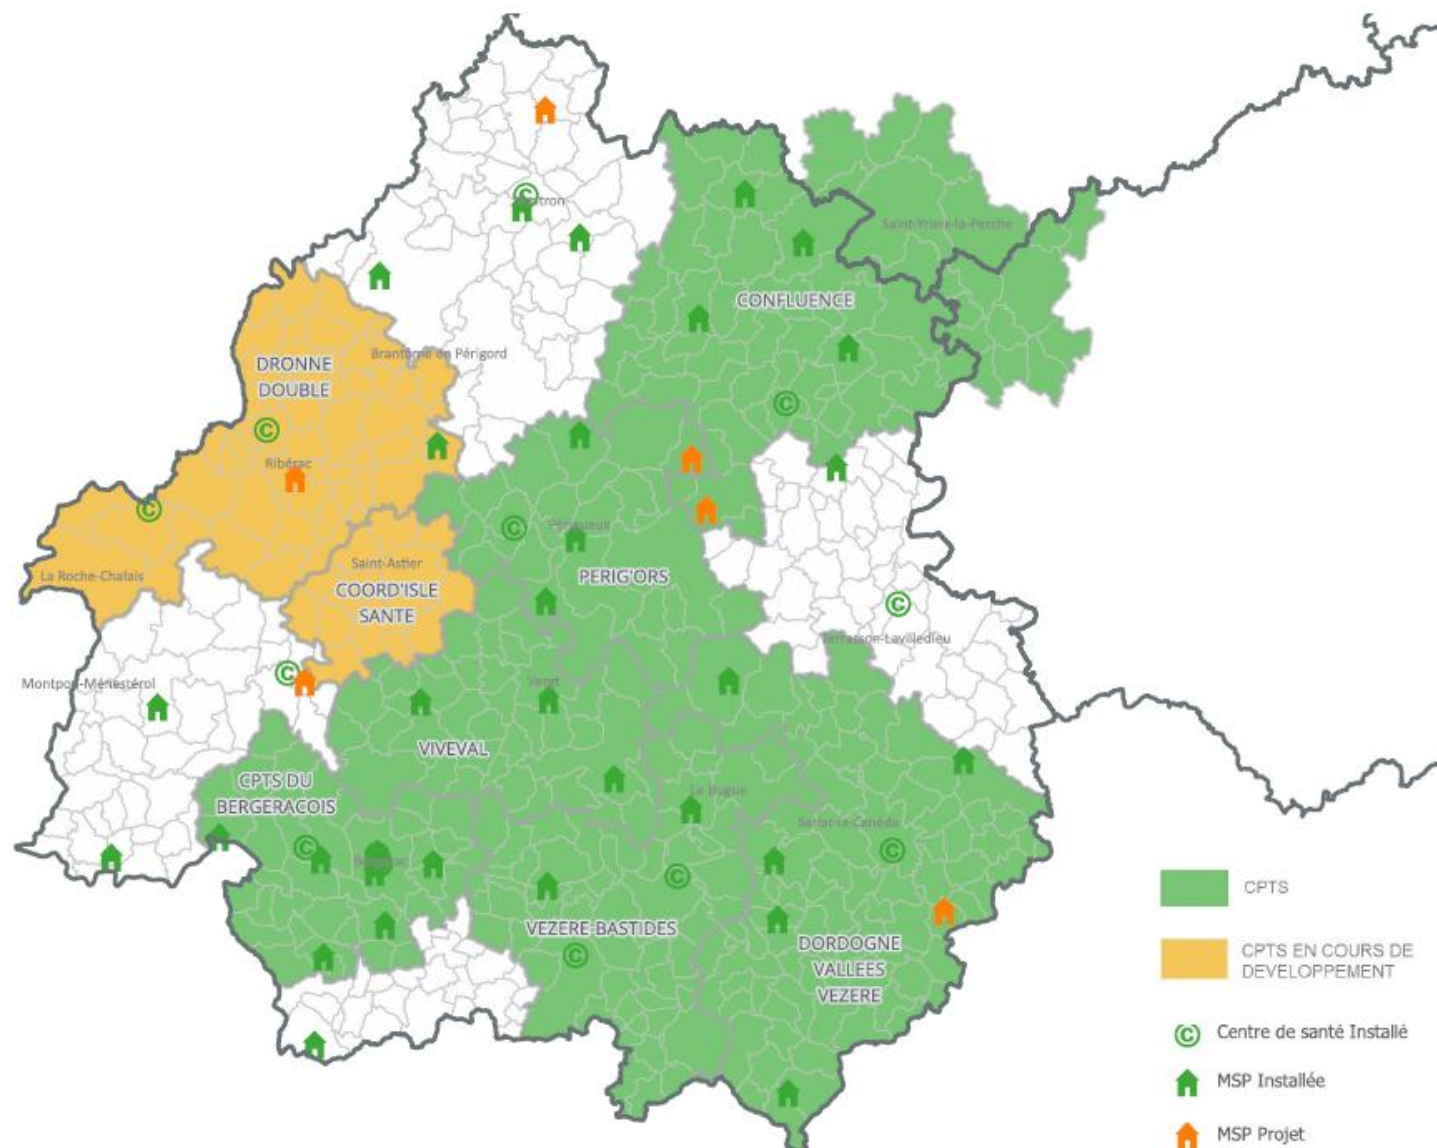 Saint-Yrieix-la-Perche
CONFLUENCE
Brantôme en Périgord
DRONNE
DOUBLE
Ribérac
Périgueux
Saint-Astier
La Roche-Chalais
COORD'ISLE
SANTE
PERIG'ORS
Terrasson-Lavilledieu
Montpon-Ménestérol
Vergt
VIVEVAL
CPTS DU
BERGERACOIS
Le Bugue
Sarlat-la-Canéda
VEZERE-BASTIDES
DORDOGNE
VALLEES
VEZERE
CPTS
CPTS EN COURS DE
DEVELOPPEMENT
© Centre de santé Installé
MSP Installée
MSP Projet